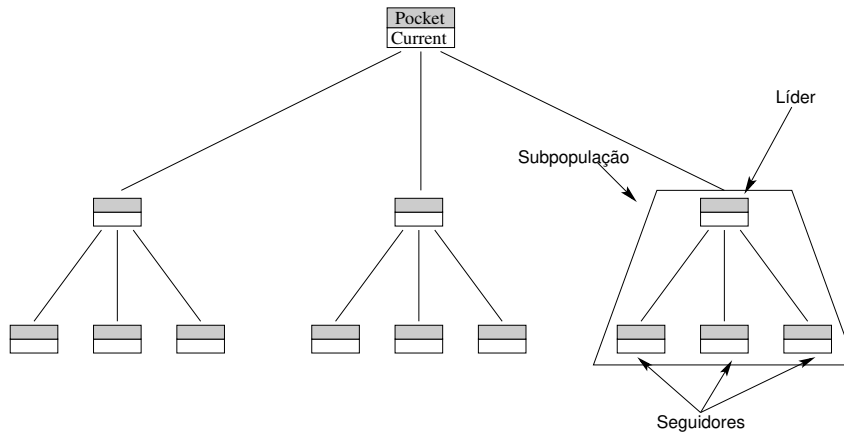 Pocket
Current
Líder
Subpopulação
Seguidores